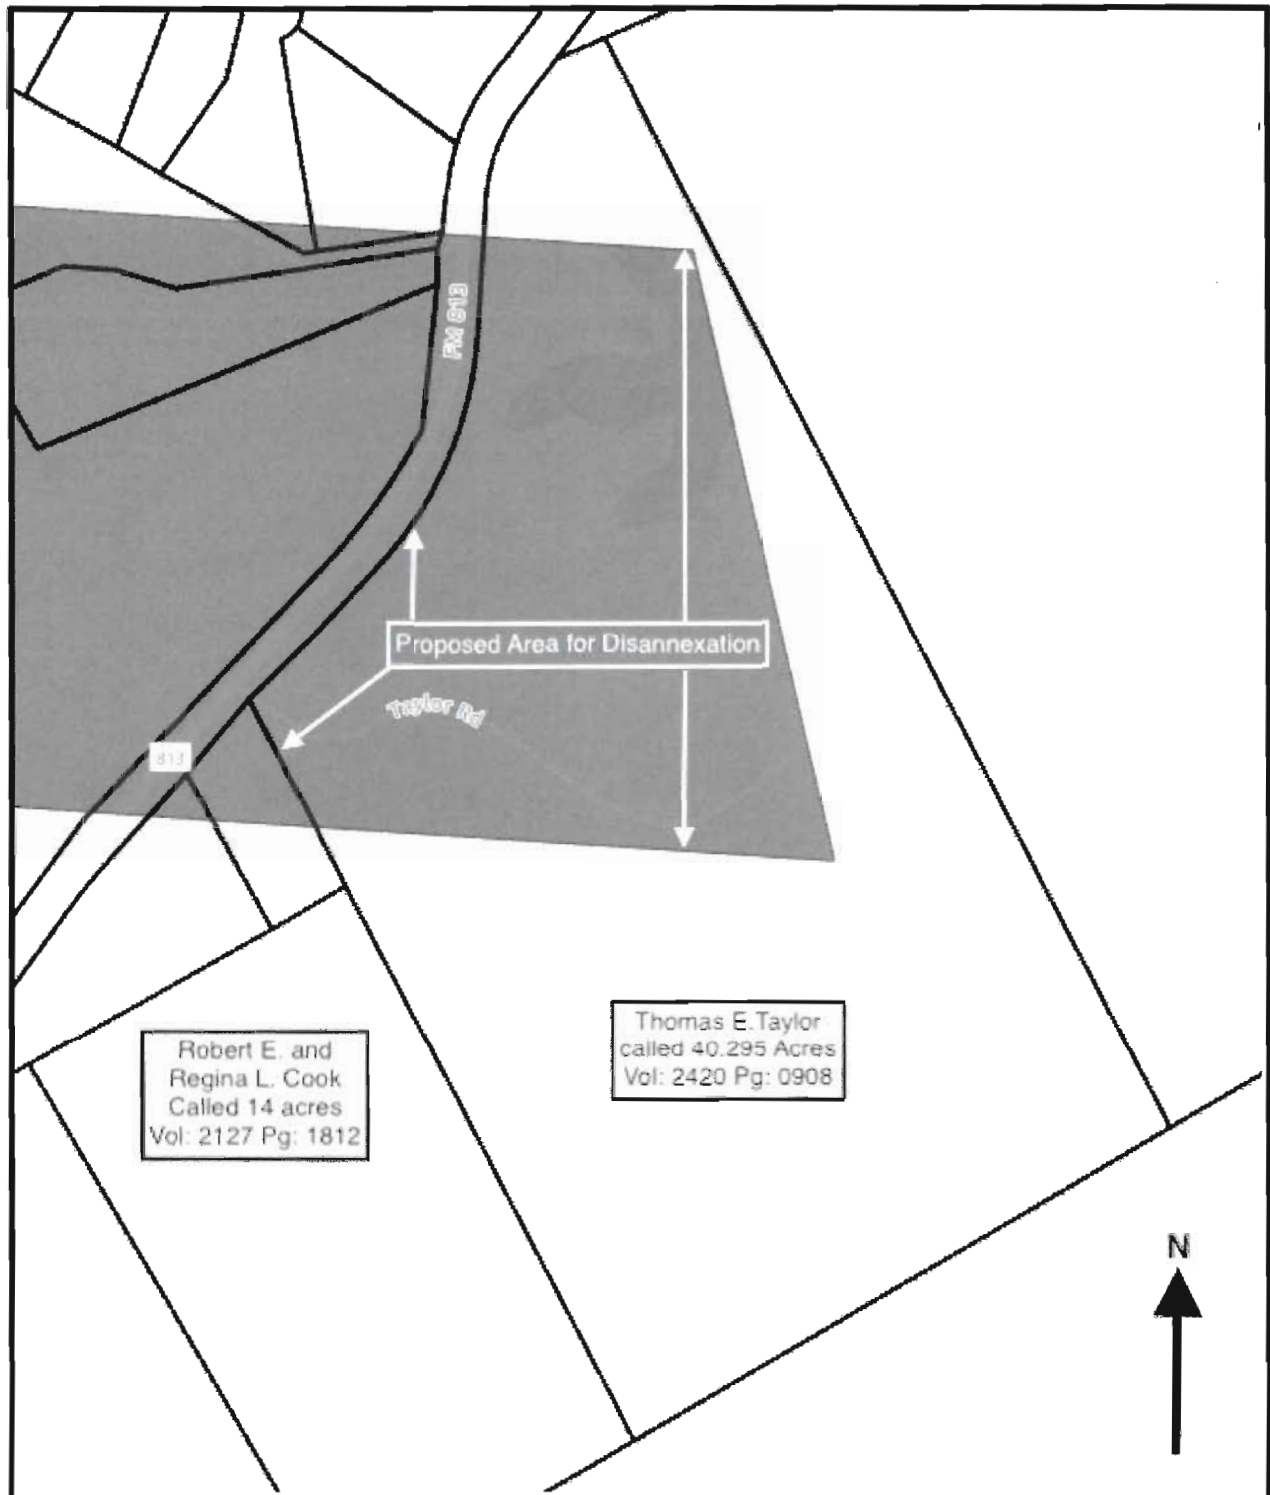 FM 813
Proposed Area for Disannexation
Taylor Rd
813
Thomas E.Taylor
called 40.295 Acres
Vol: 2420 Pg: 0908
Robert E. and
Regina L. Cook
Called 14 acres
Vol: 2127 Pg: 1812
N